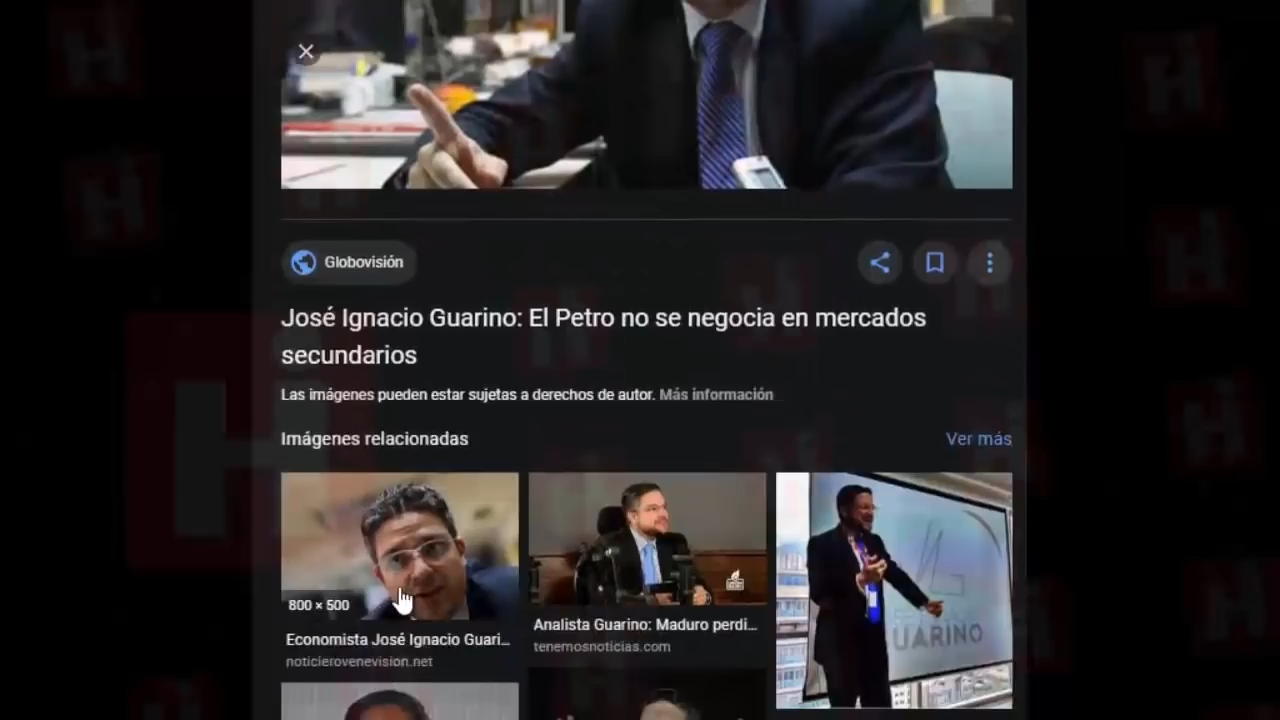 Globovisión
José Ignacio Guarino: El Petro no se negocia en mercados
secundarios
Las imágenes pueden estar sujetas a derechos de autor. Más información
Imágenes relacionadas
Ver más
800 × 500
Economista José Ignacio Guari...
noticierovenevision.net
Analista Guarino: Maduro perdi...
tenemosnoticias.com
UARINO